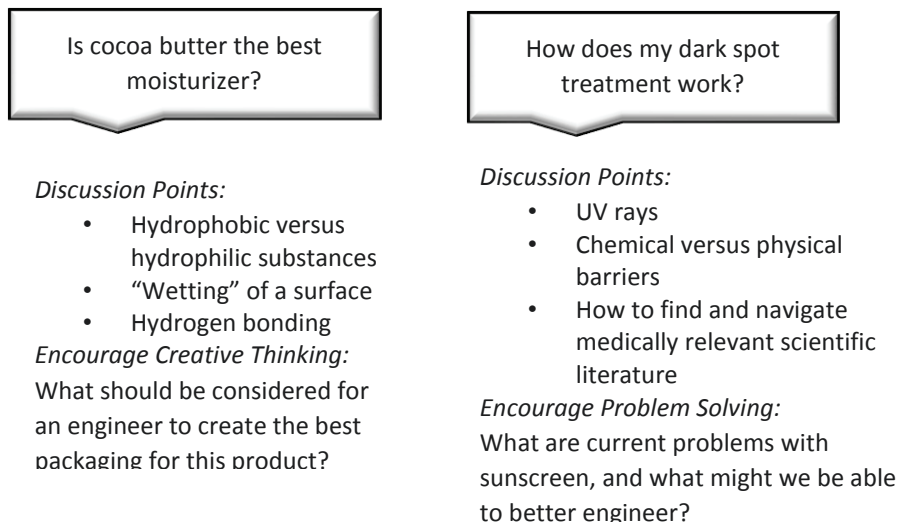 Is cocoa butter the best
moisturizer?
Discussion Points:
• Hydrophobic versus
hydrophilic substances
• “Wetting” of a surface
• Hydrogen bonding
Encourage Creative Thinking:
What should be considered for
an engineer to create the best
packaging for this product?
How does my dark spot
treatment work?
Discussion Points:
• UV rays
• Chemical versus physical
barriers
• How to find and navigate
medically relevant scientific
literature
Encourage Problem Solving:
What are current problems with
sunscreen, and what might we be able
to better engineer?